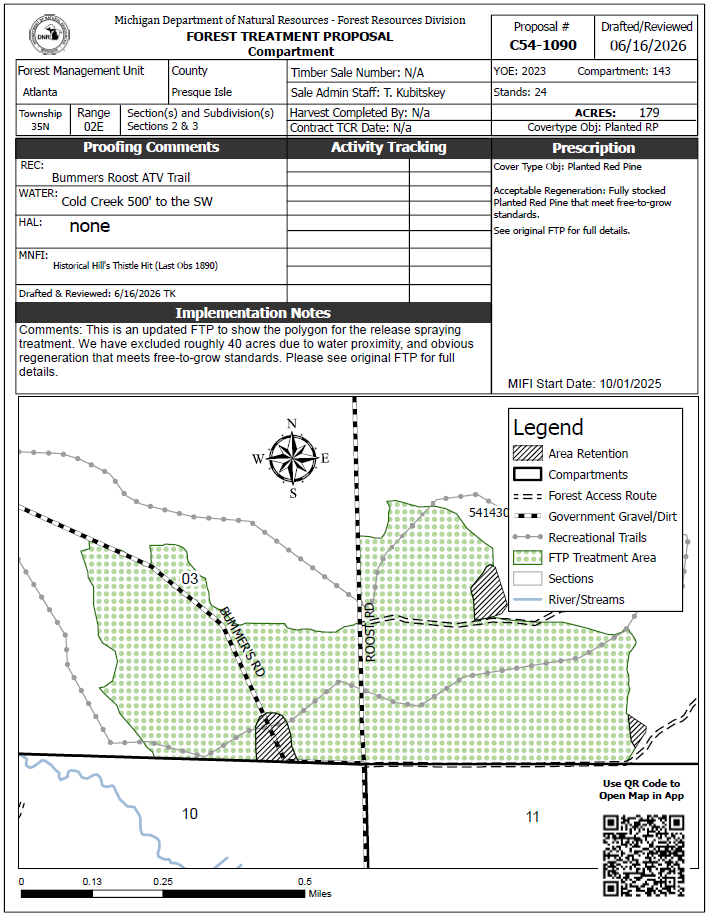 Michigan Department of Natural Resources - Forest Resources Division
FOREST TREATMENT PROPOSAL
Compartment
DNR
Proposal #
C54-1090
Drafted/Reviewed
06/16/2026
Forest Management Unit
Atlanta
County
Presque Isle
Timber Sale Number: N/A
Sale Admin Staff: T. Kubitskey
YOE: 2023 Compartment: 143
Stands: 24
Township
35N
Range
02E
Section(s) and Subdivision(s)
Sections 2 & 3
Harvest Completed By: N/a
Contract TCR Date: N/a
ACRES: 179
Covertype Obj: Planted RP
Proofing Comments
Activity Tracking
Prescription
REC:
Bummers Roost ATV Trail
WATER:
Cold Creek 500' to the SW
HAL:
none
MNFI:
Historical Hill's Thistle Hit (Last Obs 1890)
Drafted & Reviewed: 6/16/2026 TK
Cover Type Obj: Planted Red Pine
Acceptable Regeneration: Fully stocked
Planted Red Pine that meet free-to-grow
standards.
See original FTP for full details.
MIFI Start Date: 10/01/2025
Implementation Notes
Comments: This is an updated FTP to show the polygon for the release spraying
treatment. We have excluded roughly 40 acres due to water proximity, and obvious
regeneration that meets free-to-grow standards. Please see original FTP for full
details.
N
W
E
S
541430
03
BUMMER'S RD
ROOST RD
10
11
Legend
Area Retention
Compartments
Forest Access Route
Government Gravel/Dirt
Recreational Trails
FTP Treatment Area
Sections
River/Streams
Use QR Code to
Open Map in App
0 0.13 0.25 0.5
Miles